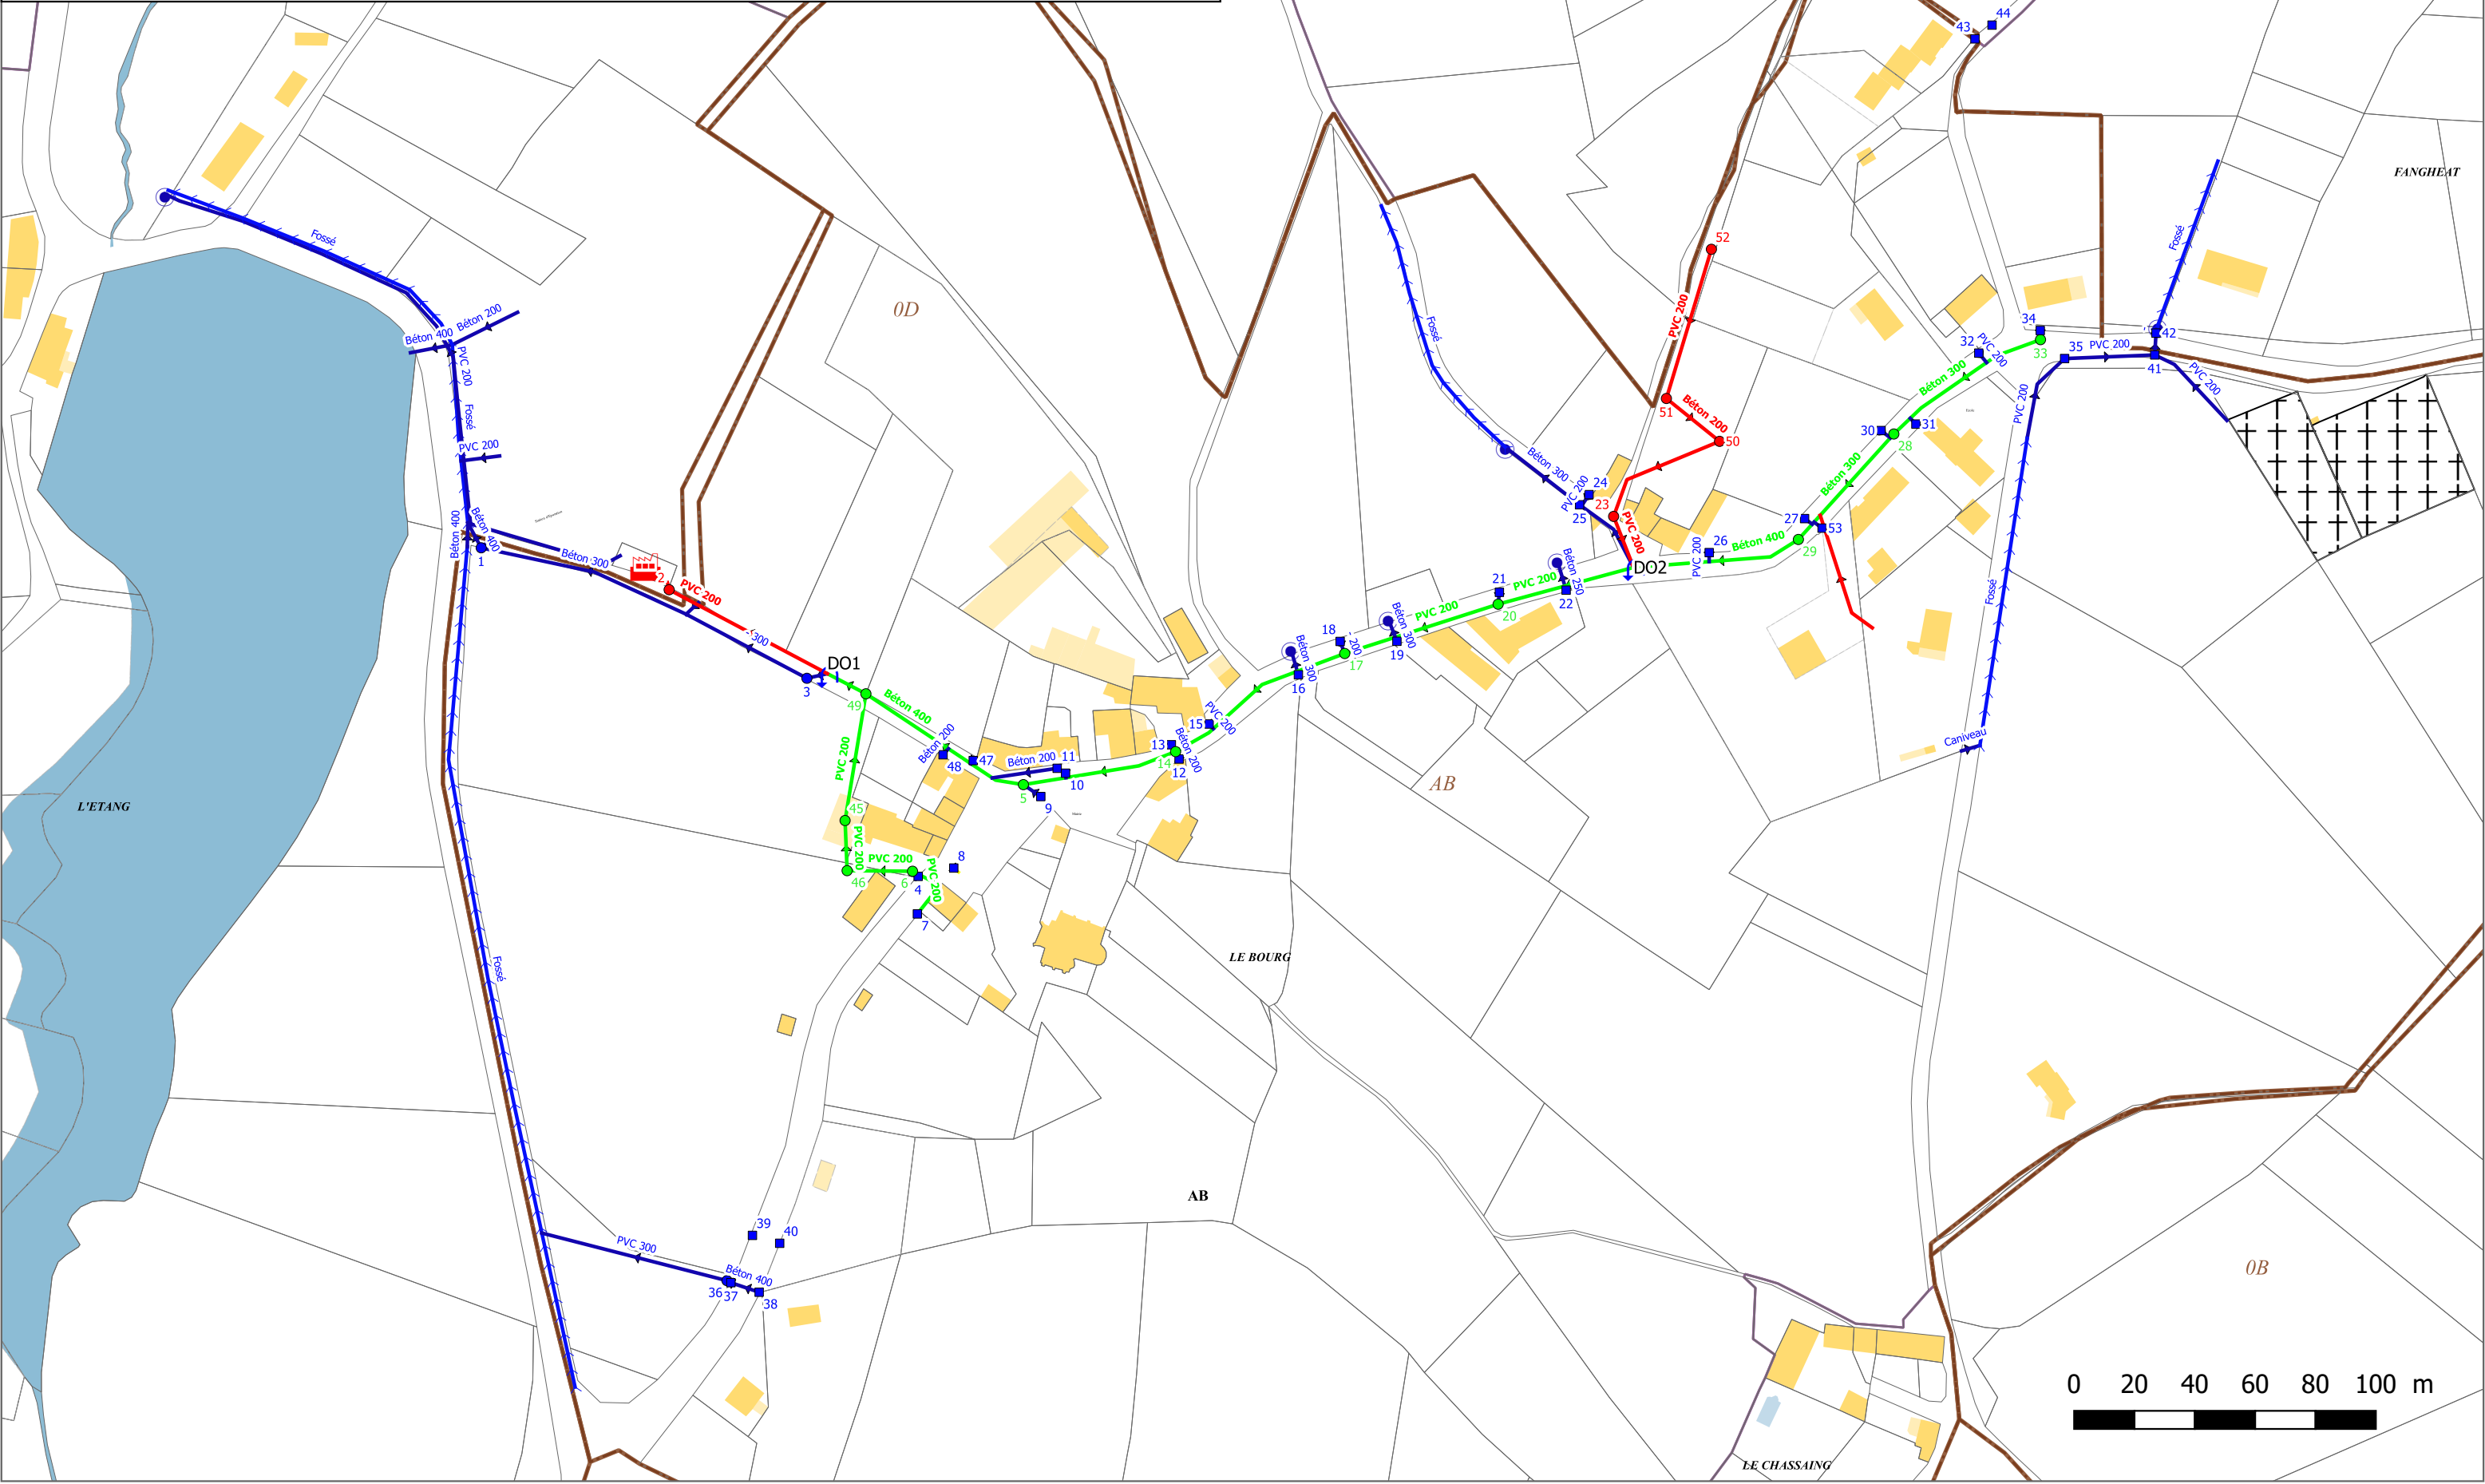 44
43
FANGHEAT
52
Fossé
Fossé
0D
PVC 200
34
42
Fossé
Béton 200
Béton 400
PVC 200
32
PVC 200
33
35
PVC 200
41
PVC 200
Béton 300
51
Béton 200
50
PVC 200
Fossé
30
31
28
PVC 200
Béton 300
Béton 300
24
PVC 200
25
23
27
53
29
Béton 400
Béton 400
1
Béton 300
2
PVC 200
PVC 200
26
PVC 200
Béton 400
DO2
Béton 250
22
21
PVC 200
20
Fossé
PVC 200
Béton 300
19
18
200
17
Béton 300
16
300
DO1
3
49
Béton 400
PVC 200
15
Caniveau
13
Béton 200
14
12
Béton 200
48
47
Béton 200
11
10
PVC 200
AB
5
9
L'ETANG
45
PVC 200
PVC 200
8
46
6
4
PVC 200
7
LE BOURG
Fossé
AB
39
40
PVC 300
Béton 400
36
37
38
0B
0 20 40 60 80 100 m
LE CHASSAING